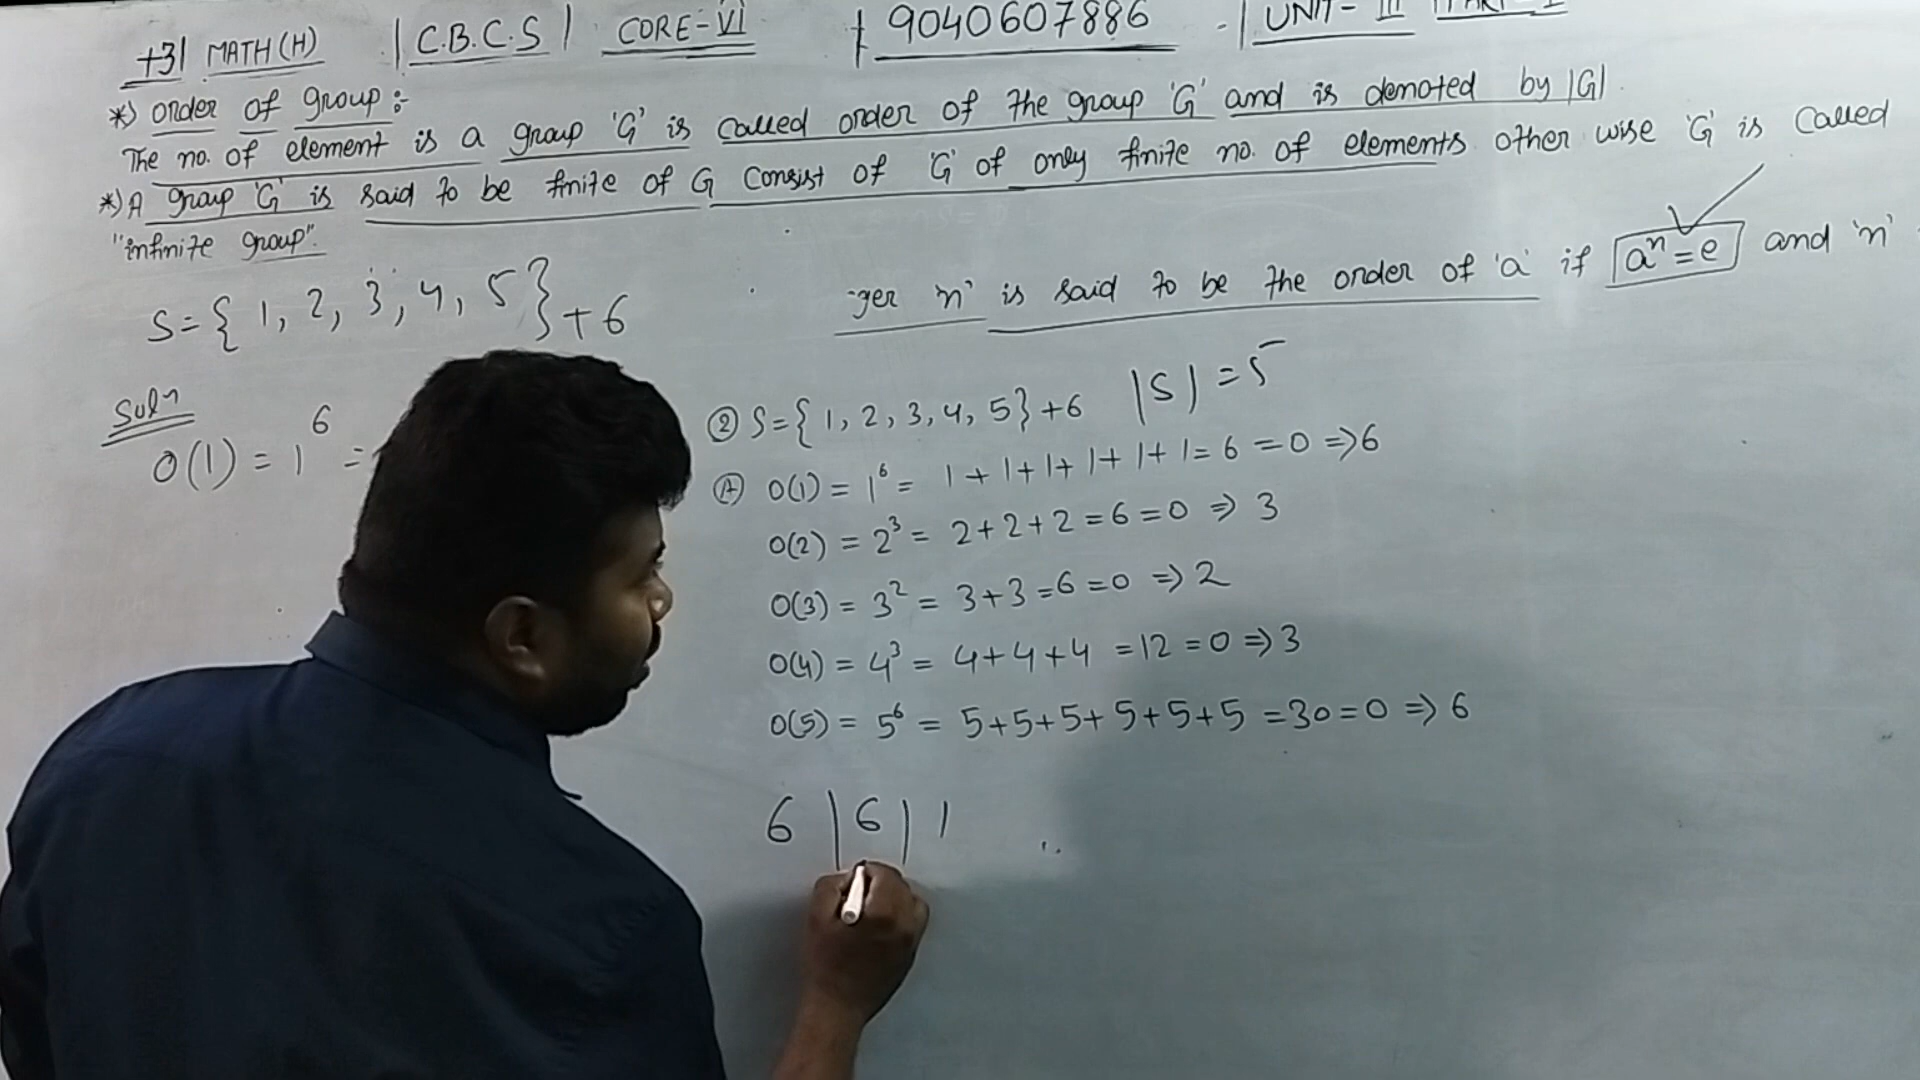 +3| MATH(H) | C.B.C.S | CORE-VI | 9040607886 - | UNIT- III
*) order of group :-
The no. of element is a group 'G' is called order of the group 'G' and is denoted by |G|
*) A group 'G' is said to be finite of G consist of 'G' of only finite no. of elements other wise 'G' is called
"infinite group".
ger 'n' is said to be the order of 'a' if aⁿ = e and 'n'
S = { 1, 2, 3, 4, 5 } +6
Solⁿ
O(1) = 1⁶ =
② S = { 1, 2, 3, 4, 5 } +6 |S| = 5
Ⓐ O(1) = 1⁶ = 1 + 1 + 1 + 1 + 1 + 1 = 6 = 0 ⇒ 6
O(2) = 2³ = 2 + 2 + 2 = 6 = 0 ⇒ 3
O(3) = 3² = 3 + 3 = 6 = 0 ⇒ 2
O(4) = 4³ = 4 + 4 + 4 = 12 = 0 ⇒ 3
O(5) = 5⁶ = 5 + 5 + 5 + 5 + 5 + 5 = 30 = 0 ⇒ 6
6 | 6 | 1